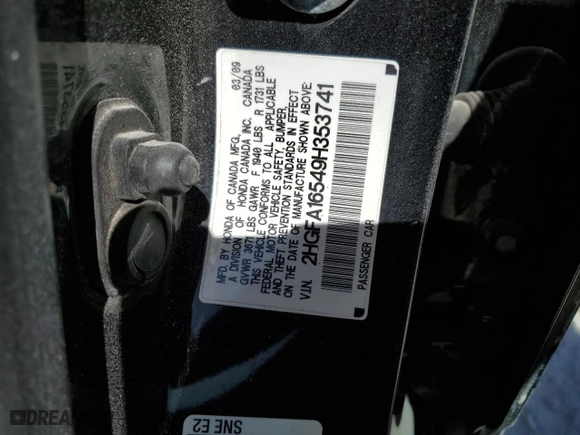 MFD. BY HONDA OF CANADA MFG., 03/09
A DIVISION OF HONDA CANADA INC. CANADA
GVWR 3671 LBS GAWR F 1940 LBS R 1731 LBS
THIS VEHICLE CONFORMS TO ALL APPLICABLE
FEDERAL MOTOR VEHICLE SAFETY, BUMPER,
AND THEFT PREVENTION STANDARDS IN EFFECT
ON THE DATE OF MANUFACTURE SHOWN ABOVE.
V.I.N. 2HGFA16549H353741
PASSENGER CAR
SNE E2